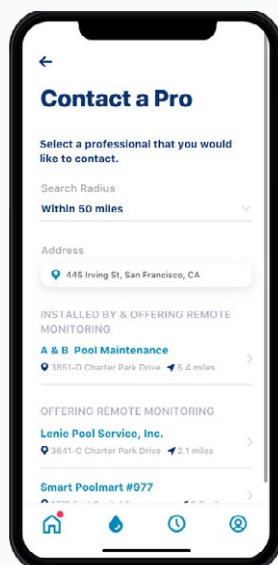 Contact a Pro
Select a professional that you would
like to contact.
Search Radius
Within 50 miles
Address
445 Irving St, San Francisco, CA
INSTALLED BY & OFFERING REMOTE
MONITORING
A & B Pool Maintenance
3851-D Charter Park Drive 5.4 miles
OFFERING REMOTE MONITORING
Lenie Pool Service, Inc.
3641-C Charter Park Drive 2.1 miles
Smart Poolmart #977